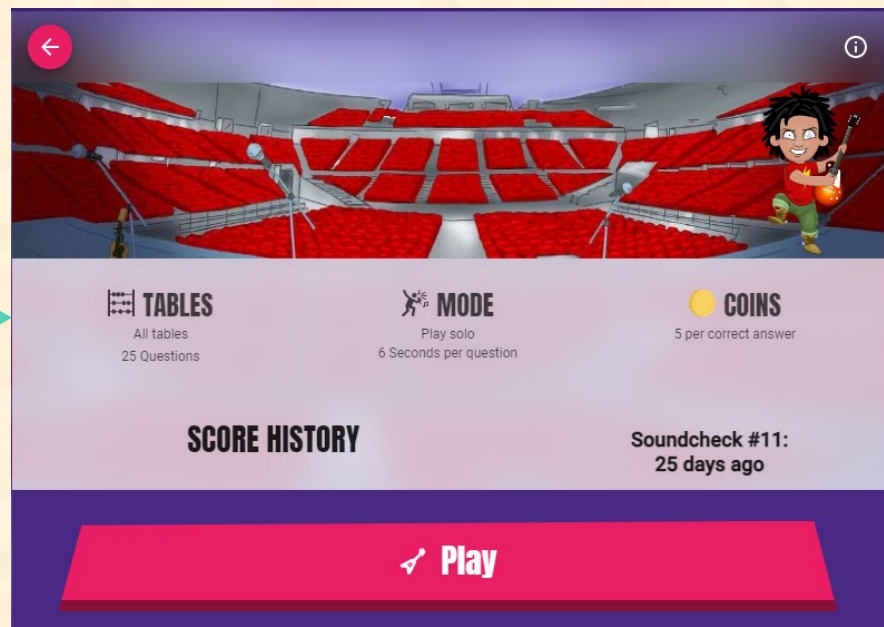 TABLES
All tables
25 Questions
MODE
Play solo
6 Seconds per question
COINS
5 per correct answer
SCORE HISTORY
Soundcheck #11:
25 days ago
Play